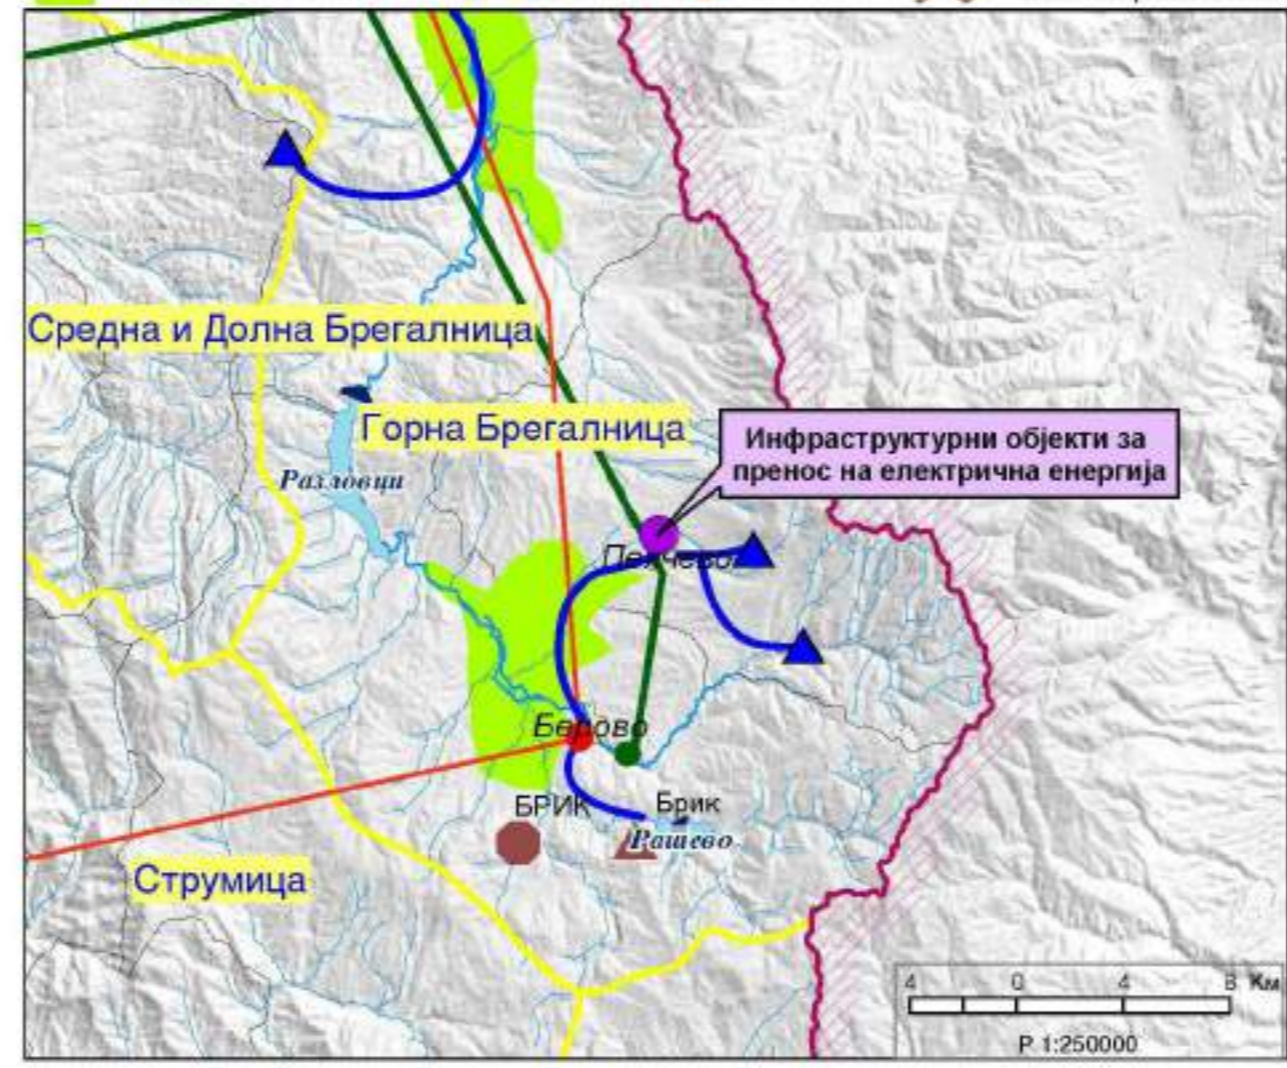 Средна и Долна Брегалница
Горна Брегалница
Инфраструктурни објекти за
пренос на електрична енергија
Разловци
Пехчево
Берово
БРИК
Брик
Рашево
Струмица
4 0 4 8 Км
Р 1:250000